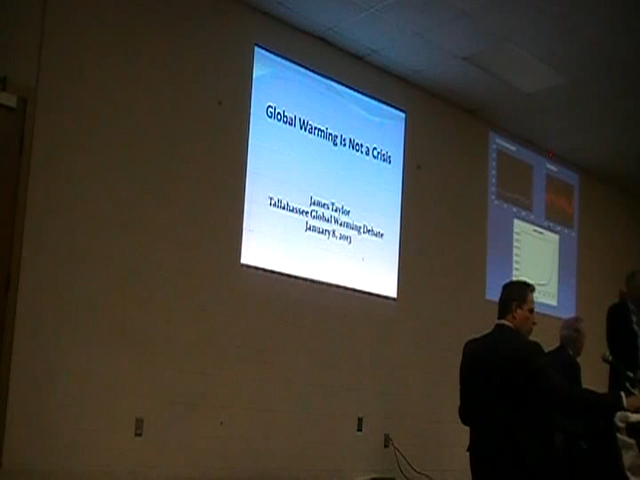 Global Warming Is Not a Crisis
James Taylor
Tallahassee Global Warming Debate
January 8, 2013